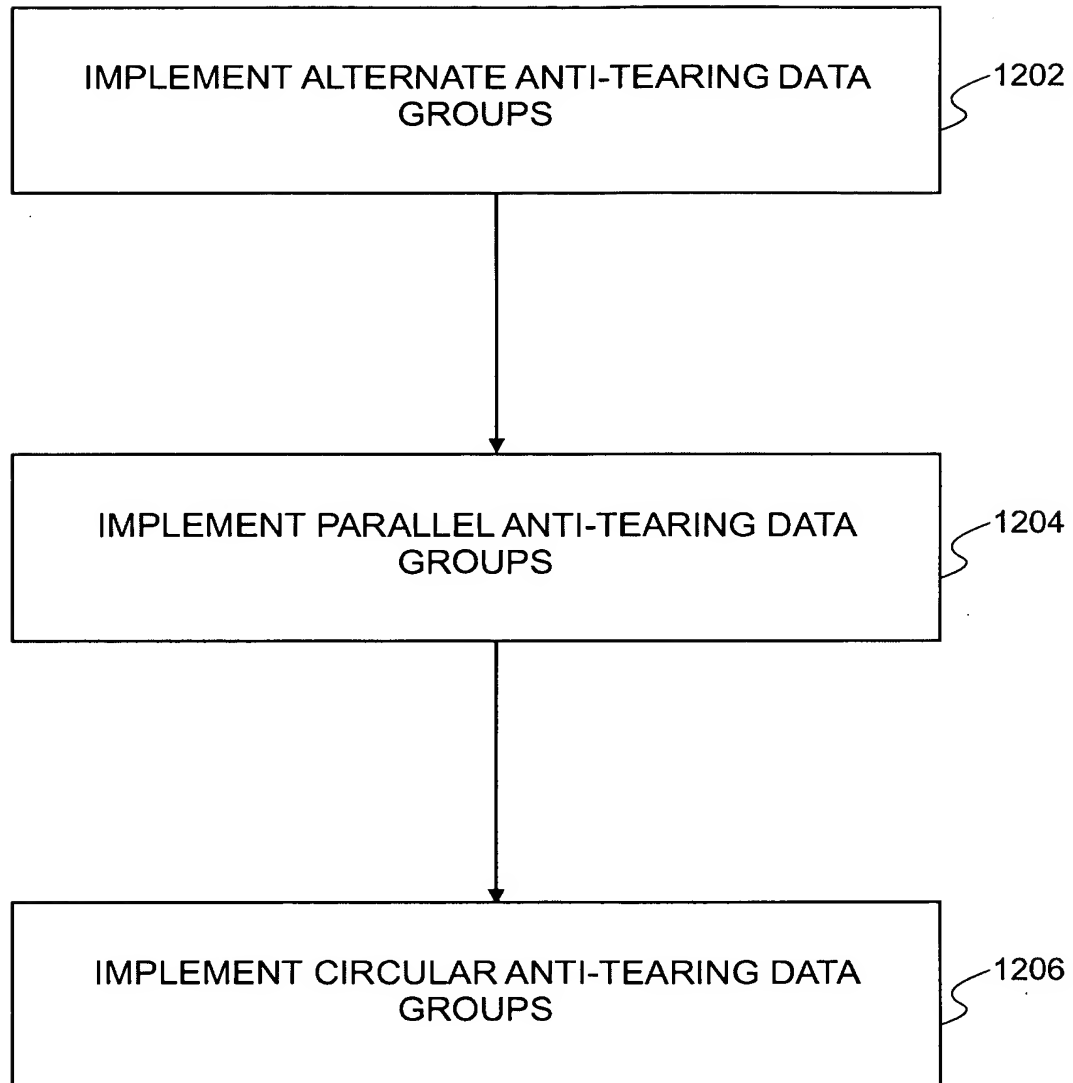 IMPLEMENT ALTERNATE ANTI-TEARING DATA
GROUPS
1202
IMPLEMENT PARALLEL ANTI-TEARING DATA
GROUPS
1204
IMPLEMENT CIRCULAR ANTI-TEARING DATA
GROUPS
1206